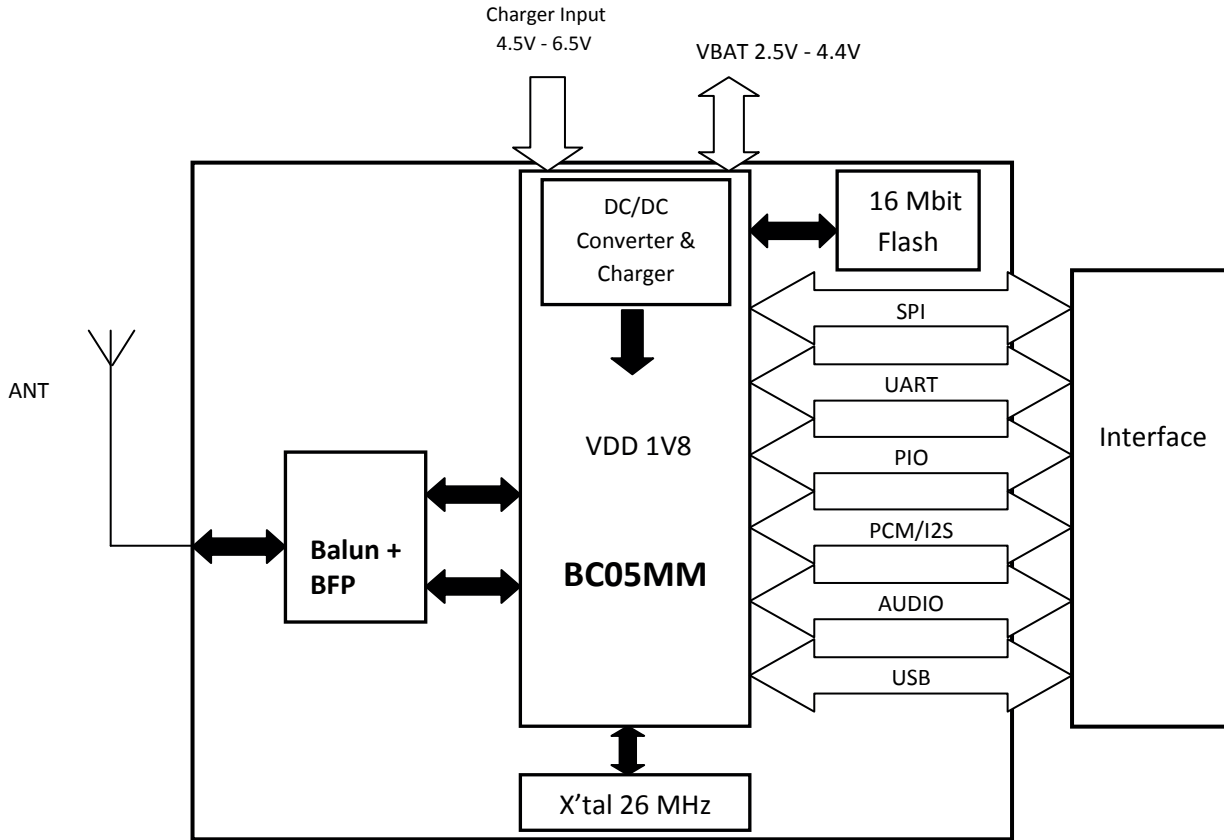 Charger Input
4.5V - 6.5V
VBAT 2.5V - 4.4V
DC/DC
Converter &
Charger
16 Mbit
Flash
SPI
UART
PIO
PCM/I2S
AUDIO
USB
Interface
ANT
VDD 1V8
Balun +
BFP
BC05MM
X'tal 26 MHz